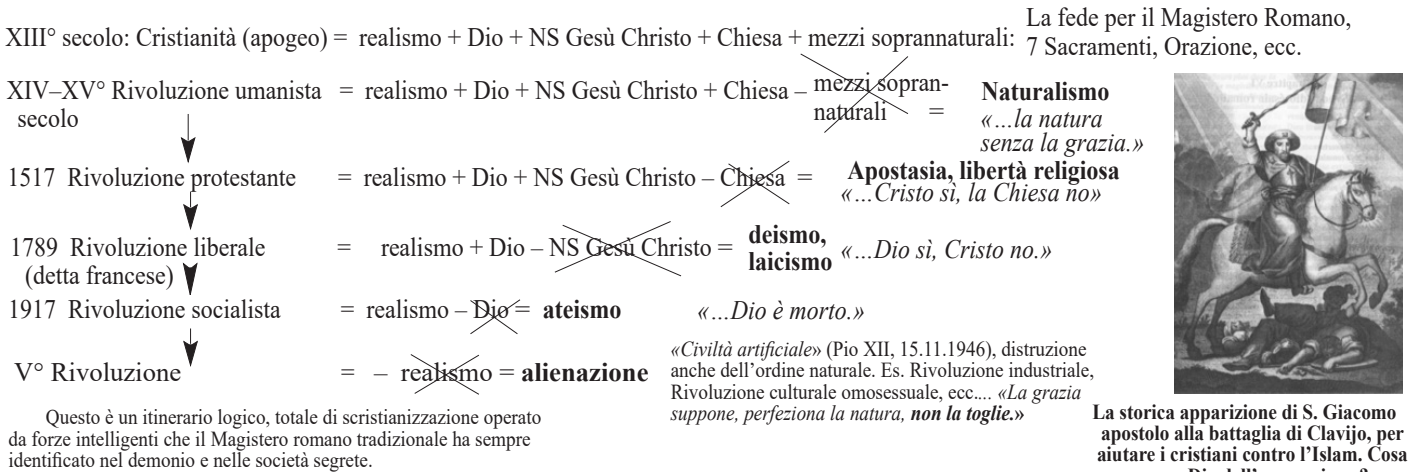 XIII° secolo: Cristianità (apogeo) = realismo + Dio + NS Gesù Christo + Chiesa + mezzi soprannaturali:
La fede per il Magistero Romano,
7 Sacramenti, Orazione, ecc.
XIV–XV° Rivoluzione umanista = realismo + Dio + NS Gesù Christo + Chiesa – mezzi sopran-
secolo
naturali =
Naturalismo
«…la natura
senza la grazia.»
1517 Rivoluzione protestante = realismo + Dio + NS Gesù Christo – Chiesa =
Apostasia, libertà religiosa
«…Cristo sì, la Chiesa no»
1789 Rivoluzione liberale = realismo + Dio – NS Gesù Christo =
(detta francese)
deismo,
laicismo
«…Dio sì, Cristo no.»
1917 Rivoluzione socialista = realismo – Dio = ateismo «…Dio è morto.»
V° Rivoluzione = – realismo = alienazione
«Civiltà artificiale» (Pio XII, 15.11.1946), distruzione
anche dell’ordine naturale. Es. Rivoluzione industriale,
Rivoluzione culturale omosessuale, ecc.... «La grazia
suppone, perfeziona la natura, non la toglie.»
Questo è un itinerario logico, totale di scristianizzazione operato
da forze intelligenti che il Magistero romano tradizionale ha sempre
identificato nel demonio e nelle società segrete.
La storica apparizione di S. Giacomo
apostolo alla battaglia di Clavijo, per
aiutare i cristiani contro l’Islam. Cosa